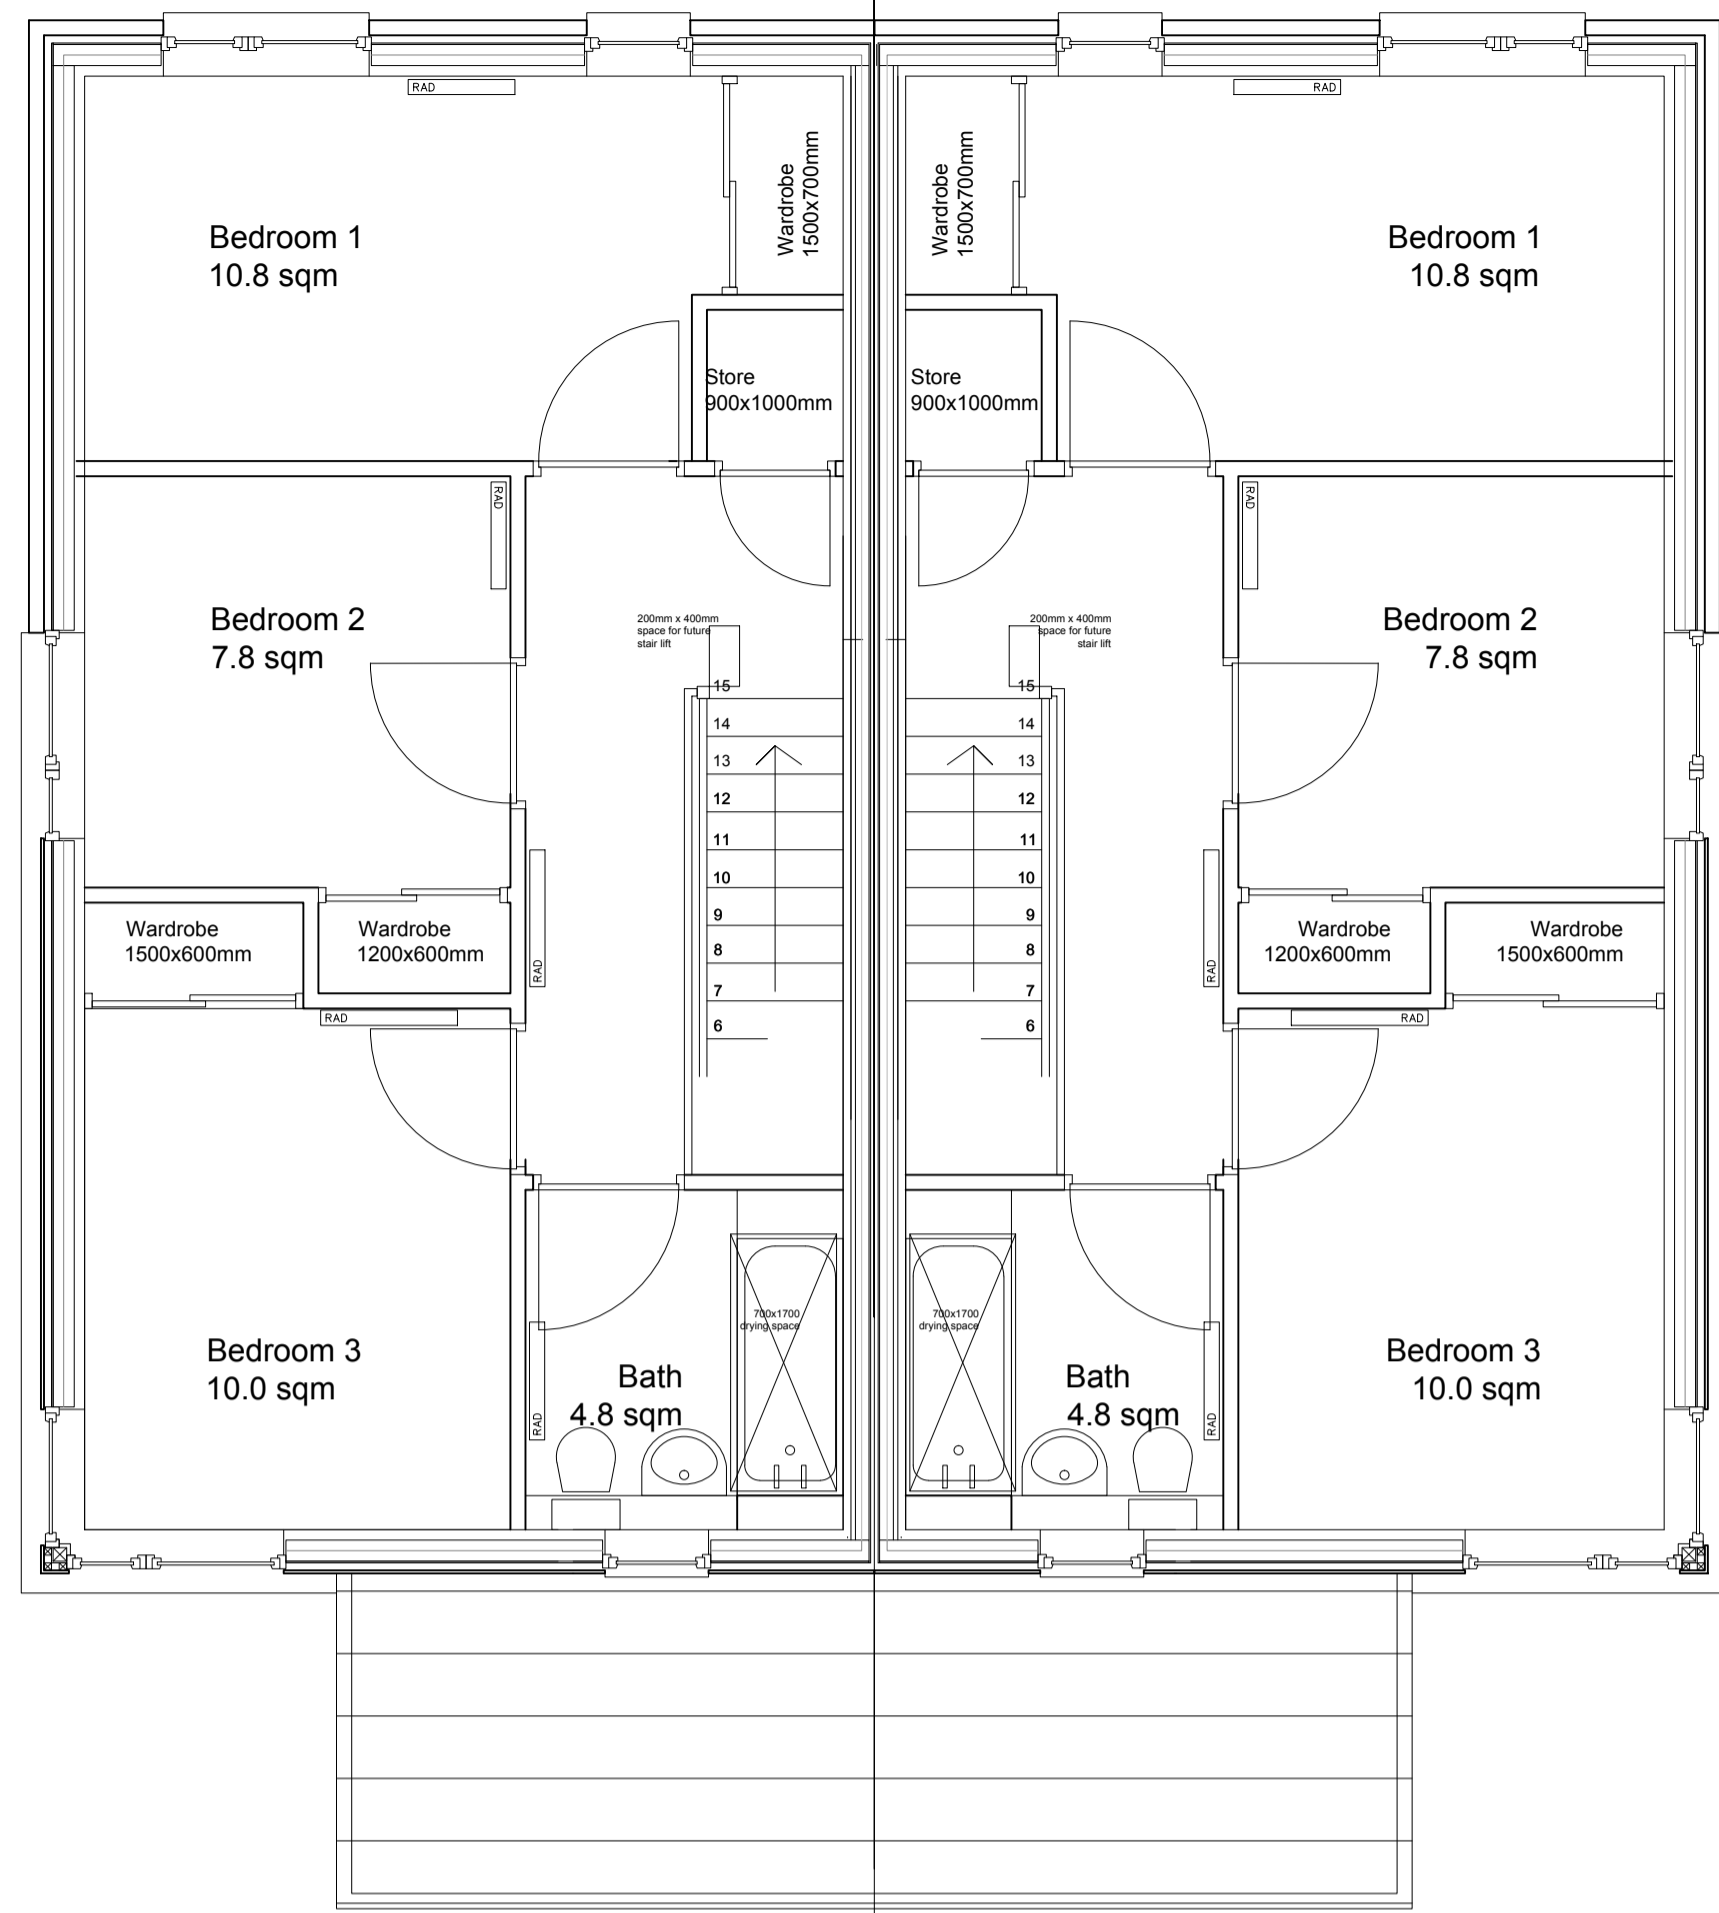 RAD
RAD
Wardrobe
1500x700mm
Wardrobe
1500x700mm
Bedroom 1
10.8 sqm
Bedroom 1
10.8 sqm
Store
900x1000mm
Store
900x1000mm
RAD
RAD
Bedroom 2
7.8 sqm
200mm x 400mm
space for future
stair lift
200mm x 400mm
space for future
stair lift
Bedroom 2
7.8 sqm
15
14
13
12
11
10
9
8
7
6
15
14
13
12
11
10
9
8
7
6
Wardrobe
1500x600mm
Wardrobe
1200x600mm
RAD
RAD
Wardrobe
1200x600mm
Wardrobe
1500x600mm
RAD
RAD
Bedroom 3
10.0 sqm
700x1700
drying space
700x1700
drying space
Bath
4.8 sqm
Bath
4.8 sqm
RAD
RAD
Bedroom 3
10.0 sqm